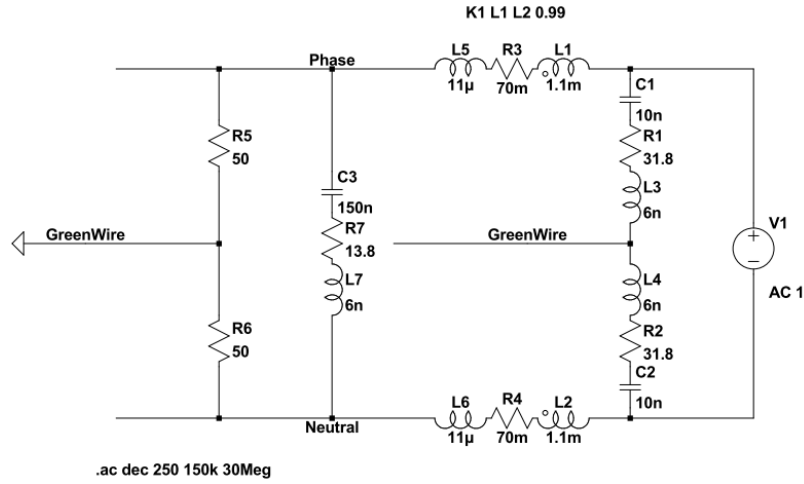 K1 L1 L2 0.99
Phase
L5
11µ
R3
70m
L1
1.1m
C1
10n
R1
31.8
L3
6n
R5
50
C3
150n
R7
13.8
L7
6n
GreenWire
GreenWire
V1
AC 1
L4
6n
R2
31.8
C2
10n
R6
50
Neutral
L6
11µ
R4
70m
L2
1.1m
.ac dec 250 150k 30Meg